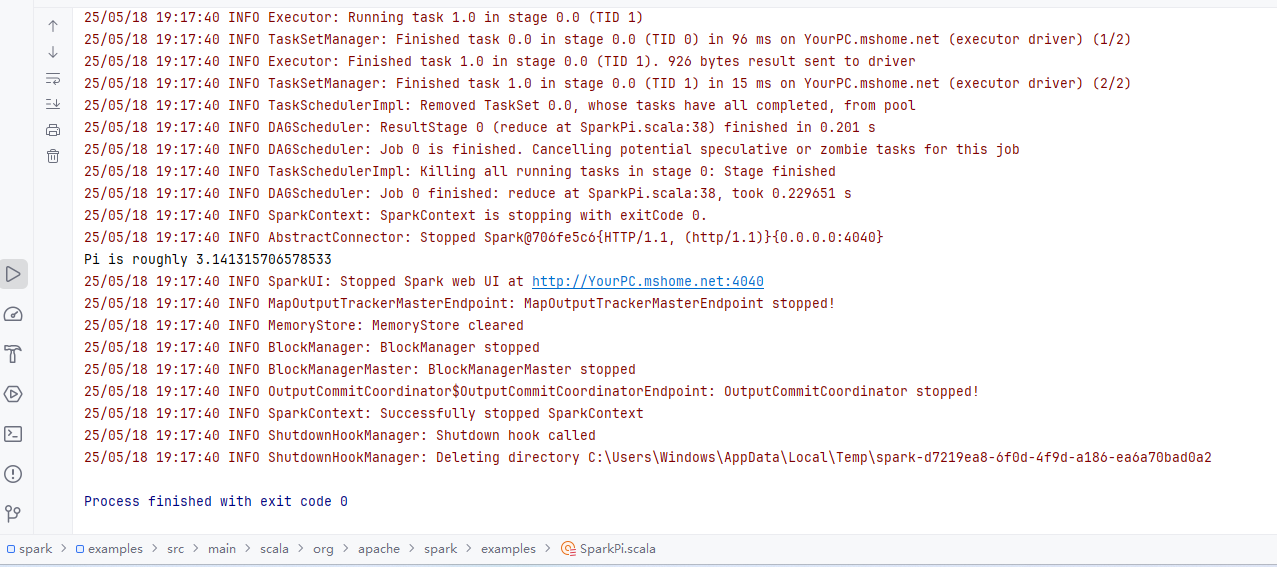 25/05/18 19:17:40 INFO Executor: Running task 1.0 in stage 0.0 (TID 1)
25/05/18 19:17:40 INFO TaskSetManager: Finished task 0.0 in stage 0.0 (TID 0) in 96 ms on YourPC.mshome.net (executor driver) (1/2)
25/05/18 19:17:40 INFO Executor: Finished task 1.0 in stage 0.0 (TID 1). 926 bytes result sent to driver
25/05/18 19:17:40 INFO TaskSetManager: Finished task 1.0 in stage 0.0 (TID 1) in 15 ms on YourPC.mshome.net (executor driver) (2/2)
25/05/18 19:17:40 INFO TaskSchedulerImpl: Removed TaskSet 0.0, whose tasks have all completed, from pool
25/05/18 19:17:40 INFO DAGScheduler: ResultStage 0 (reduce at SparkPi.scala:38) finished in 0.201 s
25/05/18 19:17:40 INFO DAGScheduler: Job 0 is finished. Cancelling potential speculative or zombie tasks for this job
25/05/18 19:17:40 INFO TaskSchedulerImpl: Killing all running tasks in stage 0: Stage finished
25/05/18 19:17:40 INFO DAGScheduler: Job 0 finished: reduce at SparkPi.scala:38, took 0.229651 s
25/05/18 19:17:40 INFO SparkContext: SparkContext is stopping with exitCode 0.
25/05/18 19:17:40 INFO AbstractConnector: Stopped Spark@706fe5c6{HTTP/1.1, (http/1.1)}{0.0.0.0:4040}
Pi is roughly 3.141315706578533
25/05/18 19:17:40 INFO SparkUI: Stopped Spark web UI at http://YourPC.mshome.net:4040
25/05/18 19:17:40 INFO MapOutputTrackerMasterEndpoint: MapOutputTrackerMasterEndpoint stopped!
25/05/18 19:17:40 INFO MemoryStore: MemoryStore cleared
25/05/18 19:17:40 INFO BlockManager: BlockManager stopped
25/05/18 19:17:40 INFO BlockManagerMaster: BlockManagerMaster stopped
25/05/18 19:17:40 INFO OutputCommitCoordinator$OutputCommitCoordinatorEndpoint: OutputCommitCoordinator stopped!
25/05/18 19:17:40 INFO SparkContext: Successfully stopped SparkContext
25/05/18 19:17:40 INFO ShutdownHookManager: Shutdown hook called
25/05/18 19:17:40 INFO ShutdownHookManager: Deleting directory C:\Users\Windows\AppData\Local\Temp\spark-d7219ea8-6f0d-4f9d-a186-ea6a70bad0a2
Process finished with exit code 0
spark > examples > src > main > scala > org > apache > spark > examples > SparkPi.scala